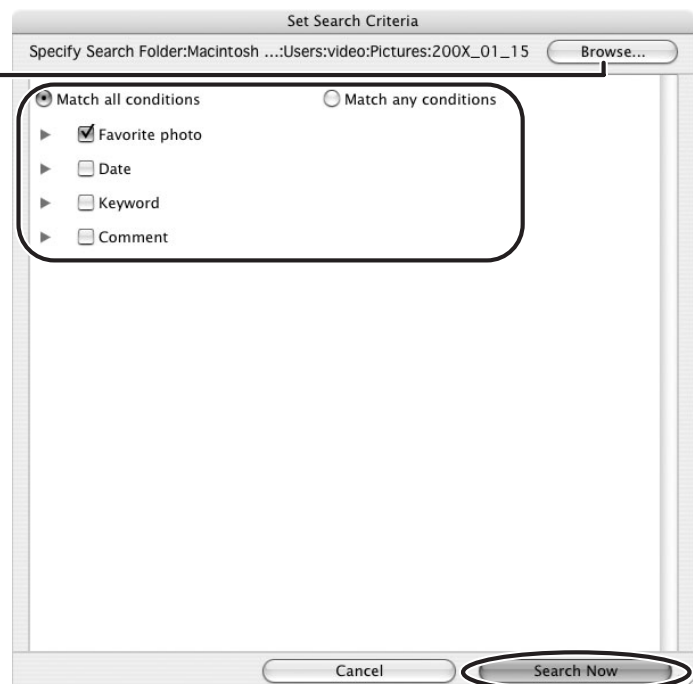 Set Search Criteria
Specify Search Folder:Macintosh ...:Users:video:Pictures:200X_01_15 Browse...
Match all conditions Match any conditions
Favorite photo
Date
Keyword
Comment
Cancel Search Now